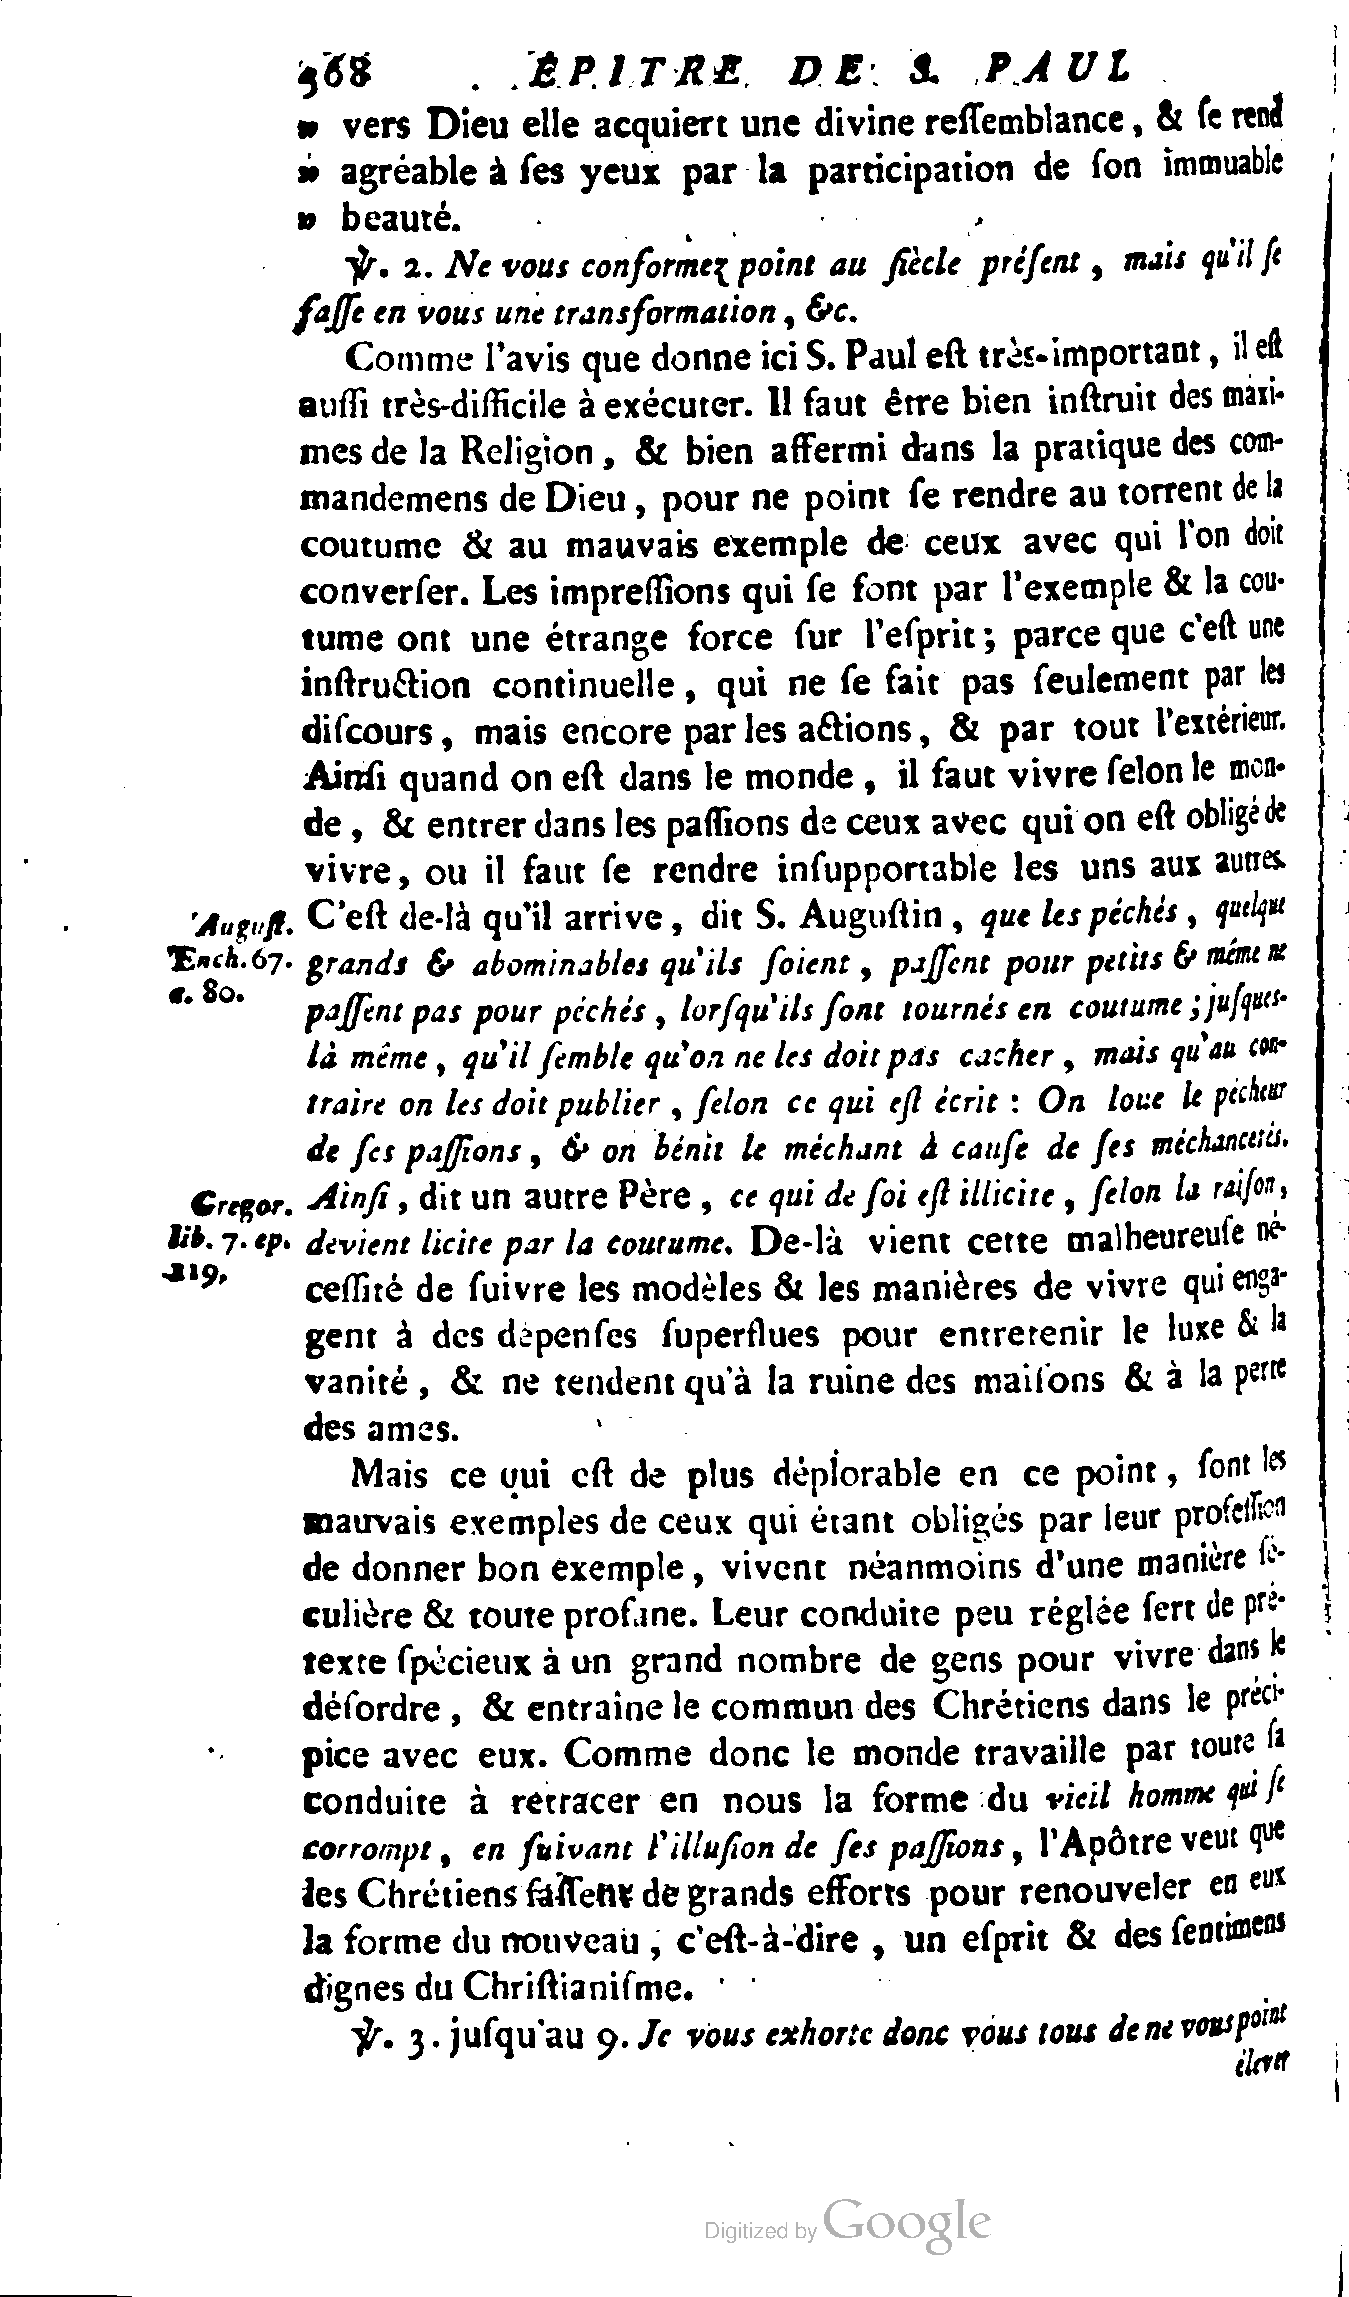 368 ÉPITRE DE S. PAUL
» vers Dieu elle acquiert une divine reſſemblance, & ſe rend
» agréable à ſes yeux par la participation de ſon immuable
» beauté.
℣. 2. Ne vous conformez point au ſiècle préſent, mais qu'il ſe
faſſe en vous une transformation, &c.
Comme l'avis que donne ici S. Paul eſt très-important, il eſt
auſſi très-difficile à exécuter. Il faut être bien inſtruit des maxi-
mes de la Religion, & bien affermi dans la pratique des com-
mandemens de Dieu, pour ne point ſe rendre au torrent de la
coutume & au mauvais exemple de ceux avec qui l'on doit
converſer. Les impreſſions qui ſe font par l'exemple & la cou-
tume ont une étrange force ſur l'eſprit; parce que c'eſt une
inſtruction continuelle, qui ne ſe fait pas ſeulement par les
diſcours, mais encore par les actions, & par tout l'extérieur.
Ainſi quand on eſt dans le monde, il faut vivre ſelon le mon-
de, & entrer dans les paſſions de ceux avec qui on eſt obligé de
vivre, ou il faut ſe rendre inſupportable les uns aux autres.
Auguſt. C'eſt de-là qu'il arrive, dit S. Auguſtin, que les péchés, quelque
Ench. 67. grands & abominables qu'ils ſoient, paſſent pour petits & même ne
c. 80. paſſent pas pour péchés, lorſqu'ils ſont tournés en coutume; juſques-
là même, qu'il ſemble qu'on ne les doit pas cacher, mais qu'au con-
traire on les doit publier, ſelon ce qui eſt écrit : On loue le pécheur
de ſes paſſions, & on bénit le méchant à cauſe de ſes méchancetés.
Gregor. Ainſi, dit un autre Père, ce qui de ſoi eſt illicite, ſelon la raiſon,
lib. 7. ep. devient licite par la coutume. De-là vient cette malheureuſe né-
119. ceſſité de ſuivre les modèles & les manières de vivre qui enga-
gent à des dépenſes ſuperflues pour entretenir le luxe & la
vanité, & ne tendent qu'à la ruine des maiſons & à la perte
des ames.
Mais ce qui eſt de plus déplorable en ce point, ſont les
mauvais exemples de ceux qui étant obligés par leur profeſſion
de donner bon exemple, vivent néanmoins d'une manière ſé-
culière & toute profane. Leur conduite peu réglée ſert de pré-
texte ſpécieux à un grand nombre de gens pour vivre dans le
déſordre, & entraine le commun des Chrétiens dans le préci-
pice avec eux. Comme donc le monde travaille par toute ſa
conduite à retracer en nous la forme du vieil homme qui ſe
corrompt, en ſuivant l'illuſion de ſes paſſions, l'Apôtre veut que
les Chrétiens faſſent de grands efforts pour renouveler en eux
la forme du nouveau, c'eſt-à-dire, un eſprit & des ſentimens
dignes du Chriſtianiſme.
℣. 3. juſqu'au 9. Je vous exhorte donc vous tous de ne vous point
élever
Digitized by Google